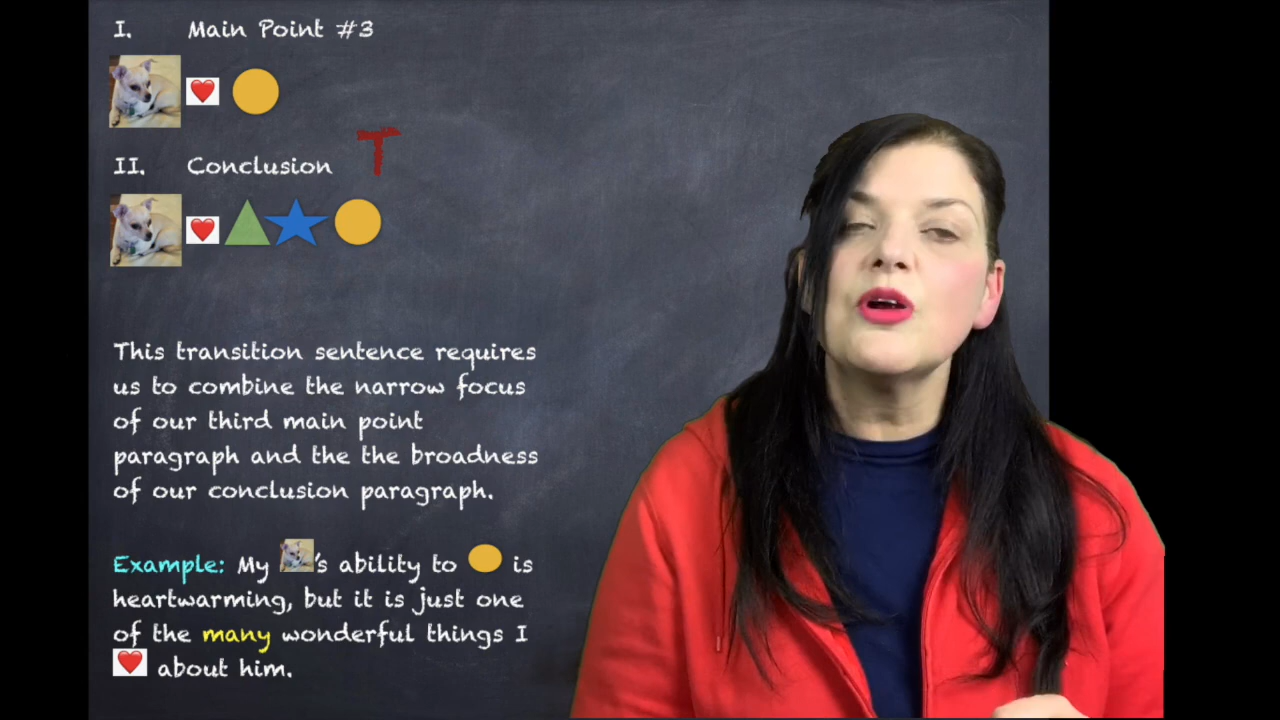 I. Main Point #3
T
II. Conclusion
This transition sentence requires
us to combine the narrow focus
of our third main point
paragraph and the the broadness
of our conclusion paragraph.
Example: My 's ability to is
heartwarming, but it is just one
of the many wonderful things I
about him.